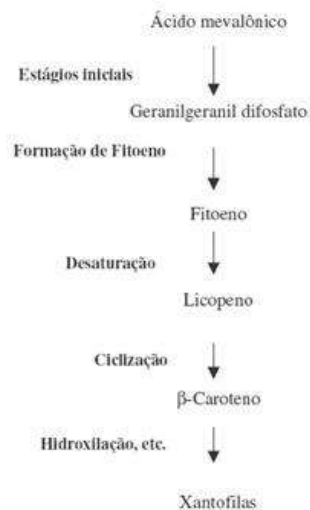 Ácido mevalônico
Estágios iniciais
Geranilgeranil difosfato
Formação de Fitoeno
Fitoeno
Desaturação
Licopeno
Ciclização
β-Caroteno
Hidroxilação, etc.
Xantofilas